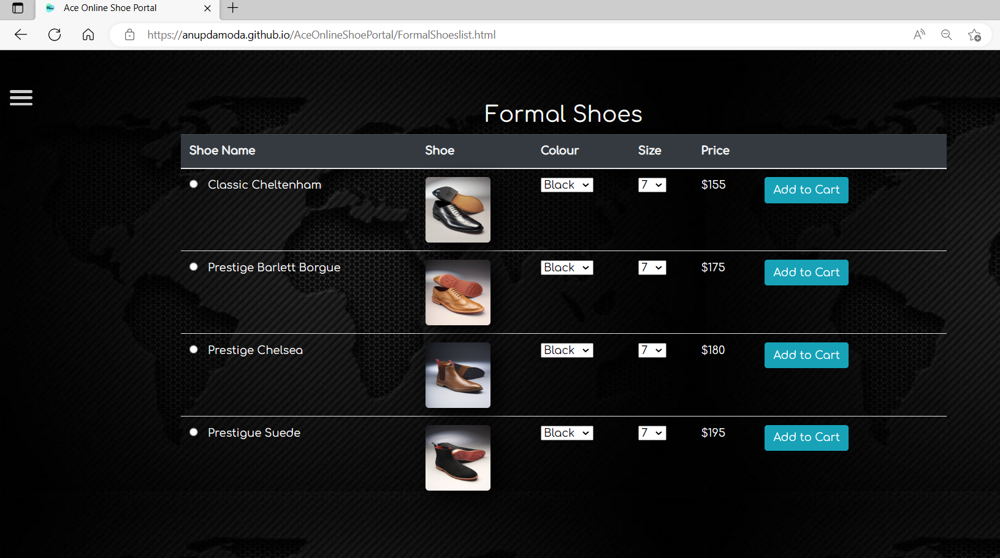 Ace Online Shoe Portal
https://anupdamoda.github.io/AceOnlineShoePortal/FormalShoeslist.html
Formal Shoes
Shoe Name Shoe Colour Size Price
Classic Cheltenham Black 7 $155 Add to Cart
Prestige Barlett Borgue Black 7 $175 Add to Cart
Prestige Chelsea Black 7 $180 Add to Cart
Prestigue Suede Black 7 $195 Add to Cart